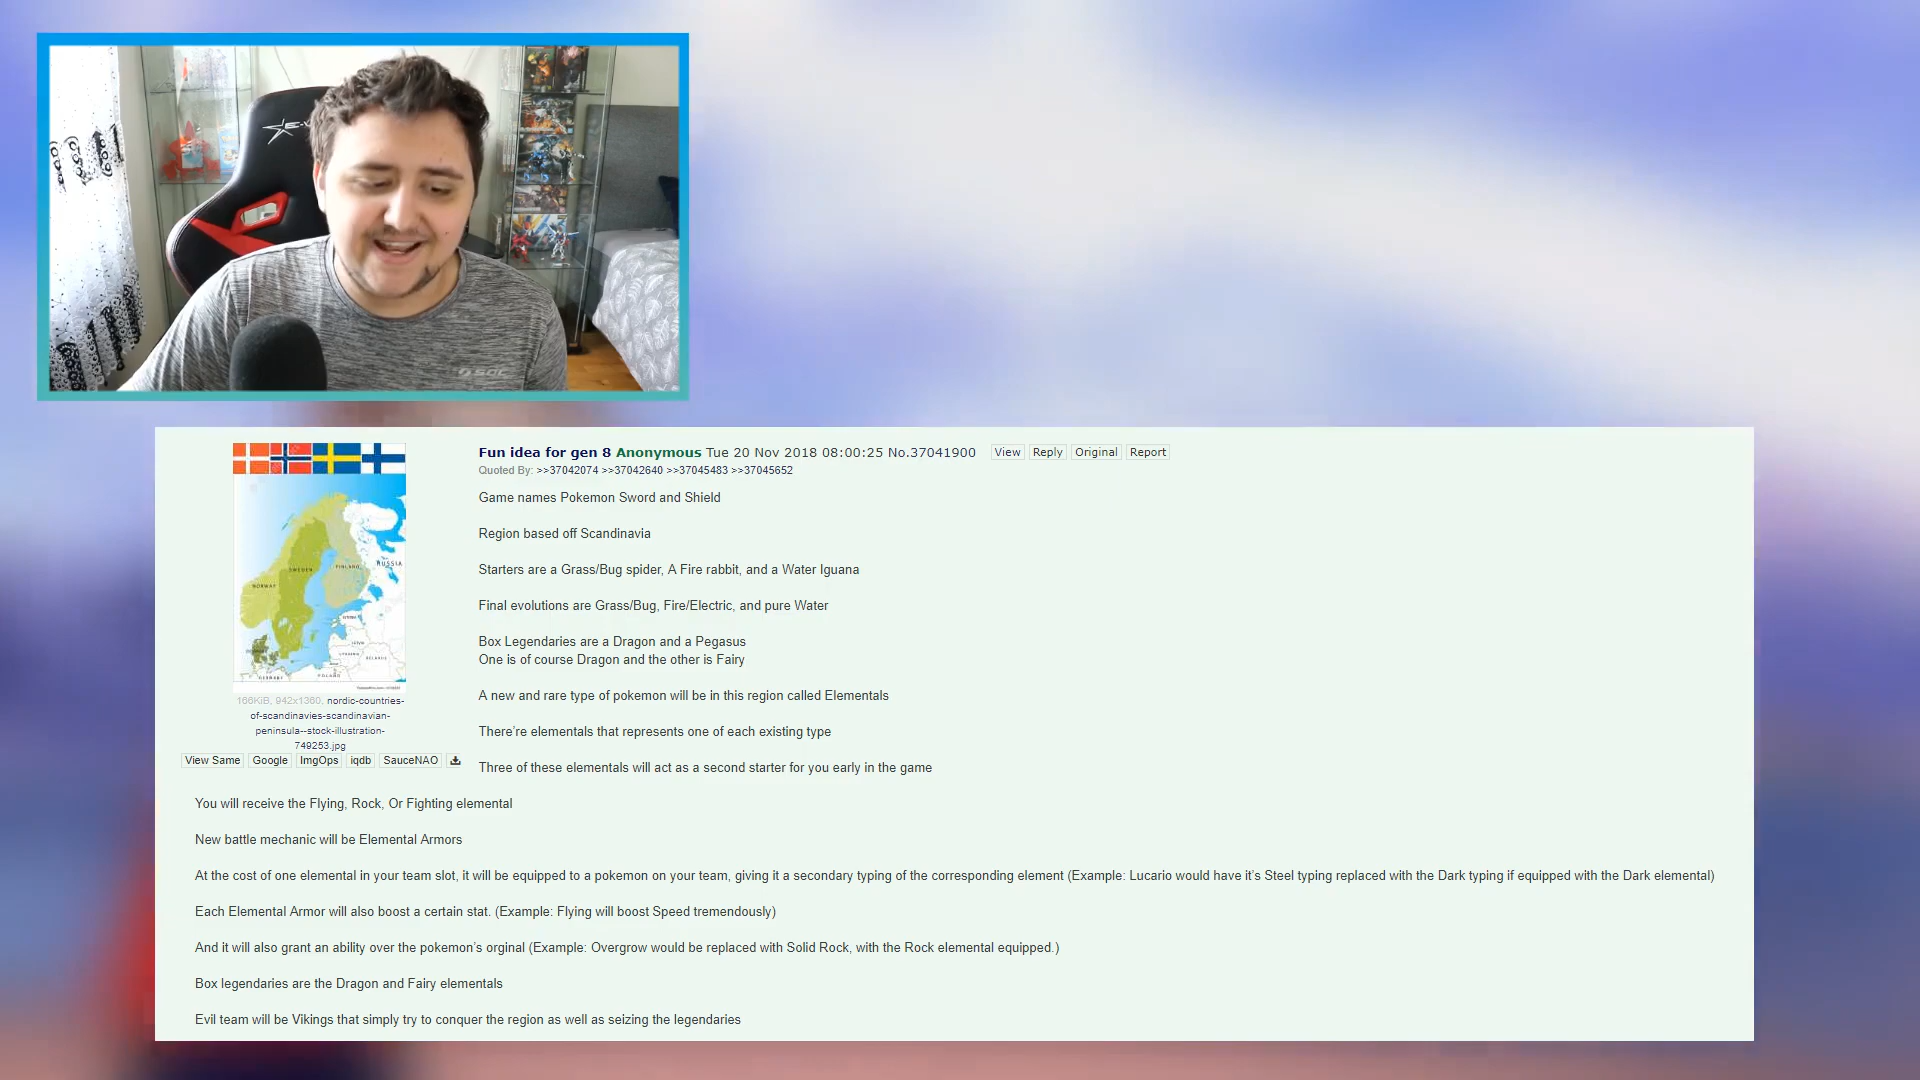 Fun idea for gen 8 Anonymous Tue 20 Nov 2018 08:00:25 No.37041900 View Reply Original Report
Quoted By: >>37042074 >>37042640 >>37045483 >>37045652
Game names Pokemon Sword and Shield
Region based off Scandinavia
Starters are a Grass/Bug spider, A Fire rabbit, and a Water Iguana
Final evolutions are Grass/Bug, Fire/Electric, and pure Water
Box Legendaries are a Dragon and a Pegasus
One is of course Dragon and the other is Fairy
A new and rare type of pokemon will be in this region called Elementals
There're elementals that represents one of each existing type
Three of these elementals will act as a second starter for you early in the game
NORWAY
SWEDEN
FINLAND
RUSSIA
POLAND
166KiB, 942x1360, nordic-countries-
of-scandinavies-scandinavian-
peninsula--stock-illustration-
749253.jpg
View Same Google ImgOps iqdb SauceNAO
You will receive the Flying, Rock, Or Fighting elemental
New battle mechanic will be Elemental Armors
At the cost of one elemental in your team slot, it will be equipped to a pokemon on your team, giving it a secondary typing of the corresponding element (Example: Lucario would have it's Steel typing replaced with the Dark typing if equipped with the Dark elemental)
Each Elemental Armor will also boost a certain stat. (Example: Flying will boost Speed tremendously)
And it will also grant an ability over the pokemon's orginal (Example: Overgrow would be replaced with Solid Rock, with the Rock elemental equipped.)
Box legendaries are the Dragon and Fairy elementals
Evil team will be Vikings that simply try to conquer the region as well as seizing the legendaries